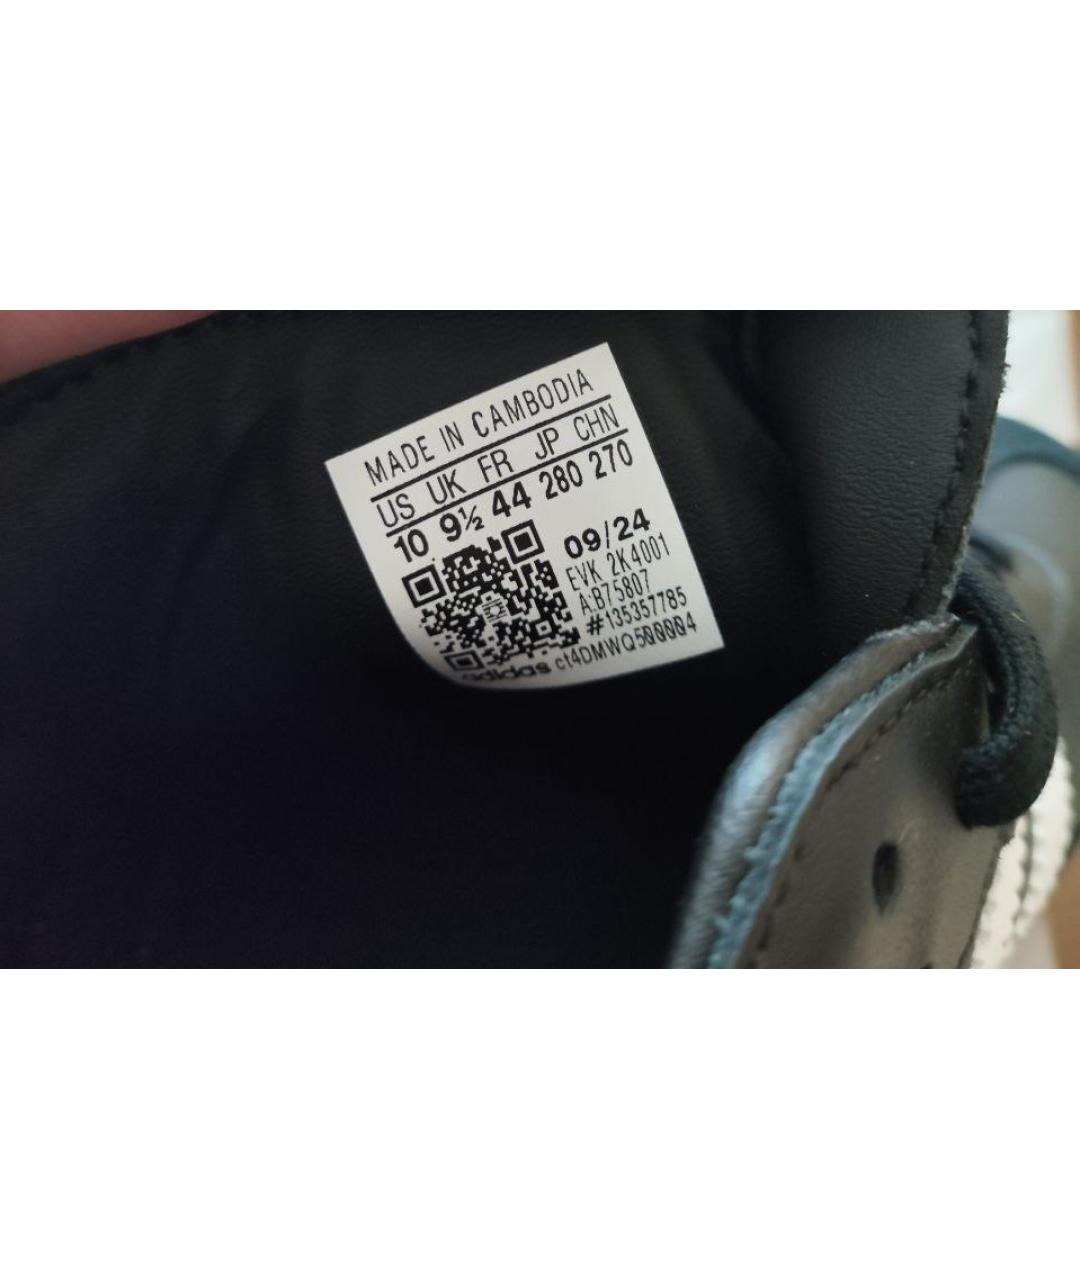 MADE IN CAMBODIA
US UK FR JP CHN
10 9½ 44 280 270
09/24
EVK 2K4001
A:B75807
#135357785
adidas ct4DMWQ500004